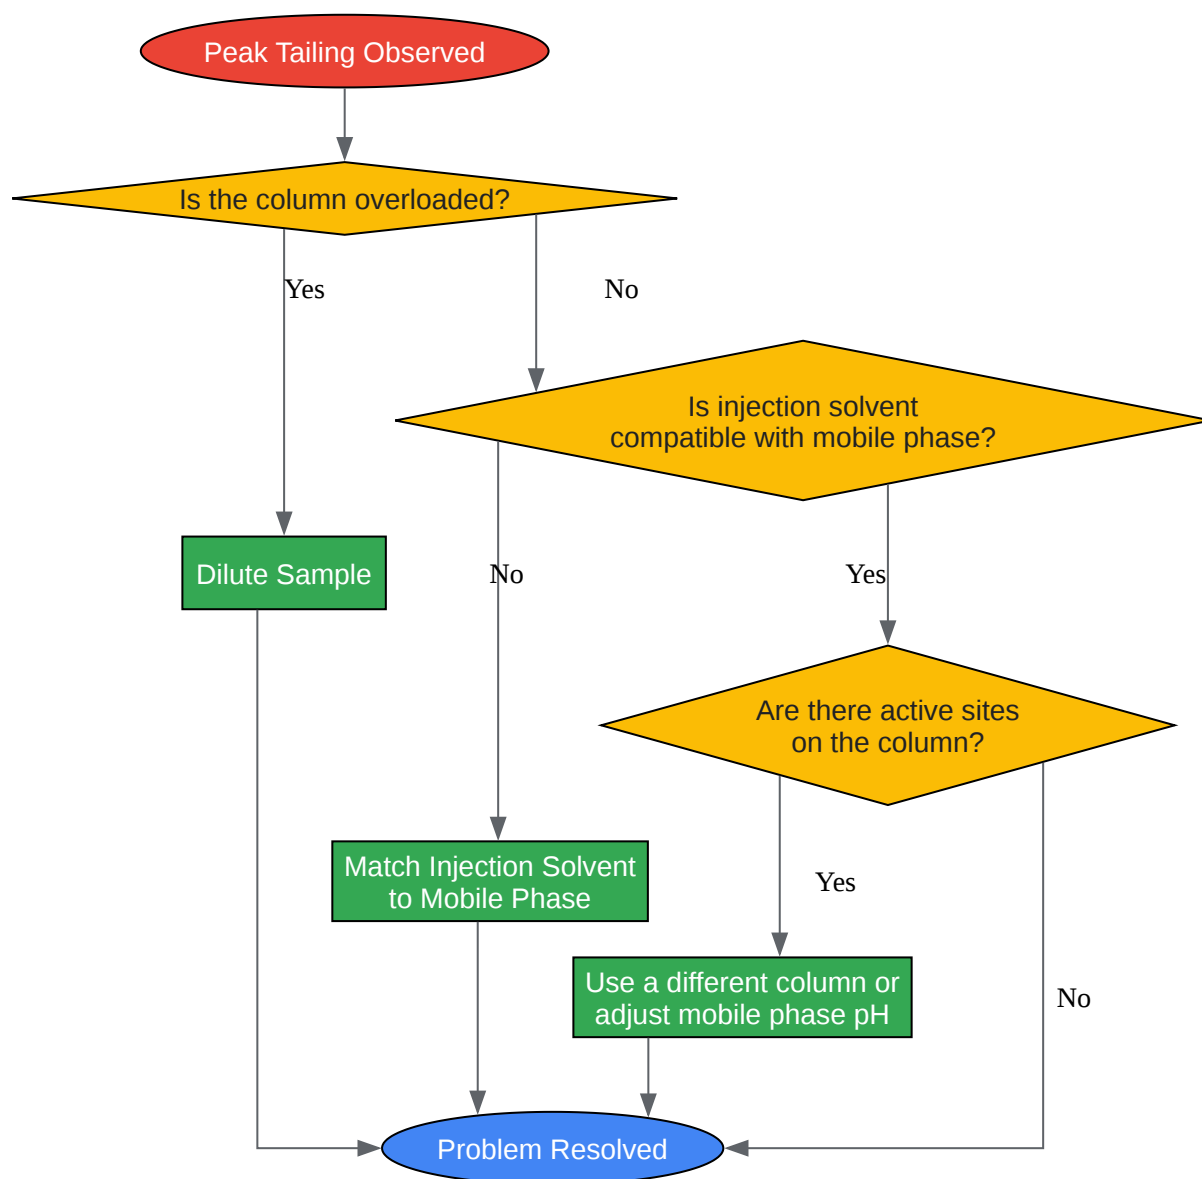 Peak Tailing Observed
Is the column overloaded?
Yes
No
Is injection solvent
compatible with mobile phase?
Dilute Sample
No
Yes
Are there active sites
on the column?
Match Injection Solvent
to Mobile Phase
Yes
Use a different column or
adjust mobile phase pH
No
Problem Resolved